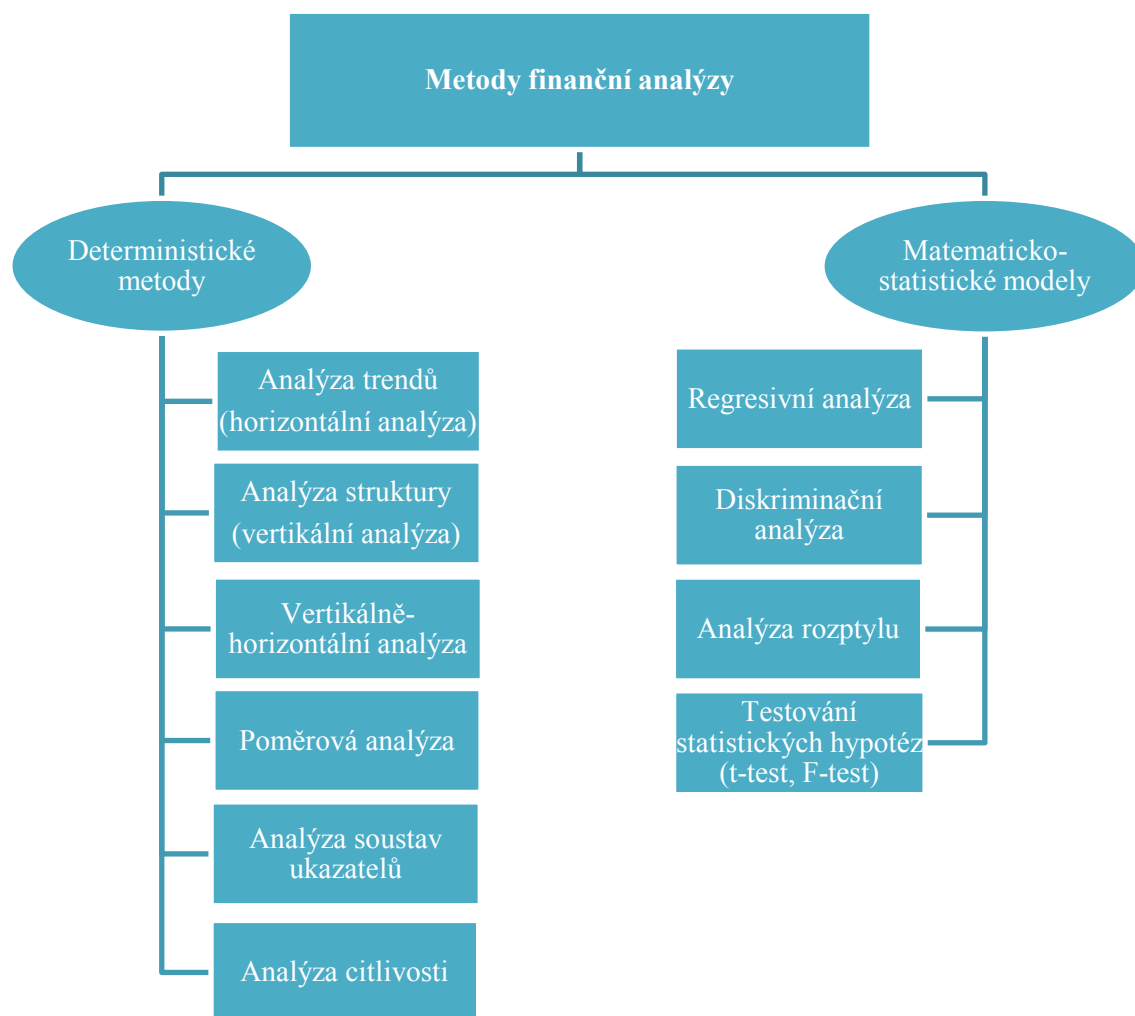 Metody finanční analýzy
Deterministické
metody
Matematicko-
statistické modely
Analýza trendů
(horizontální analýza)
Analýza struktury
(vertikální analýza)
Vertikálně-
horizontální analýza
Poměrová analýza
Analýza soustav
ukazatelů
Analýza citlivosti
Regresivní analýza
Diskriminační
analýza
Analýza rozptylu
Testování
statistických hypotéz
(t-test, F-test)